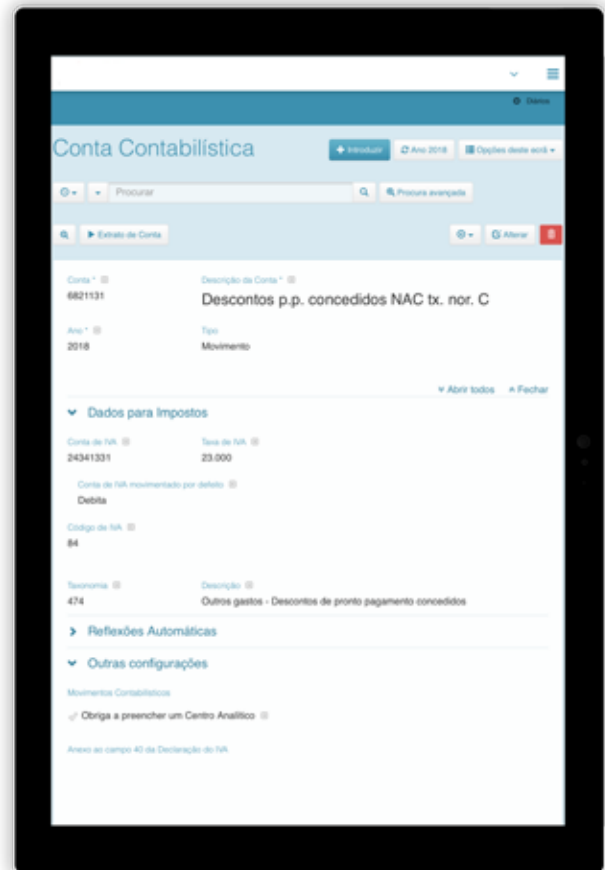 Diários
Conta Contabilística
Introduzir Ano 2018 Opções deste ecrã
Procurar Procura avançada
Extrato de Conta Alterar
Conta * Descrição da Conta *
6821131 Descontos p.p. concedidos NAC tx. nor. C
Ano * Tipo
2018 Movimento
Abrir todos Fechar
Dados para Impostos
Conta de IVA Taxa de IVA
24341331 23.000
Conta de IVA movimentado por defeito
Debita
Código de IVA
84
Taxonomia Descrição
474 Outros gastos - Descontos de pronto pagamento concedidos
Reflexões Automáticas
Outras configurações
Movimentos Contabilísticos
Obriga a preencher um Centro Analítico
Anexo ao campo 40 da Declaração do IVA